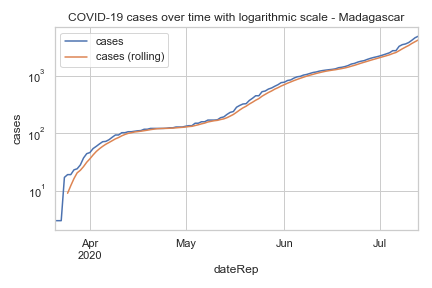 COVID-19 cases over time with logarithmic scale - Madagascar
cases
cases (rolling)
cases
10³
10²
10¹
Apr
2020
May
Jun
Jul
dateRep